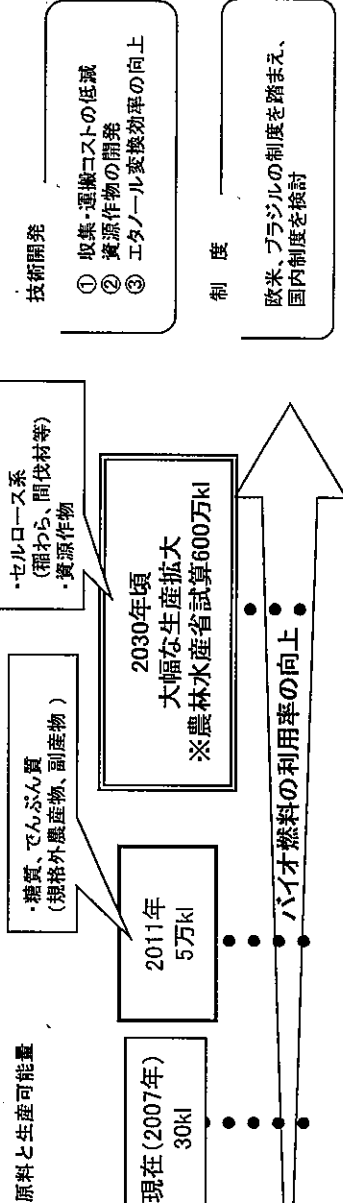 原料と生産可能量
現在(2007年)
30kl
・糖質、でんぷん質
(規格外農産物、副産物 )
2011年
5万kl
・セルロース系
(稲わら、間伐材等)
・資源作物
2030年頃
大幅な生産拡大
※農林水産省試算600万kl
バイオ燃料の利用率の向上
技術開発
① 収集・運搬コストの低減
② 資源作物の開発
③ エタノール変換効率の向上
制 度
欧米、ブラジルの制度を踏まえ、
国内制度を検討